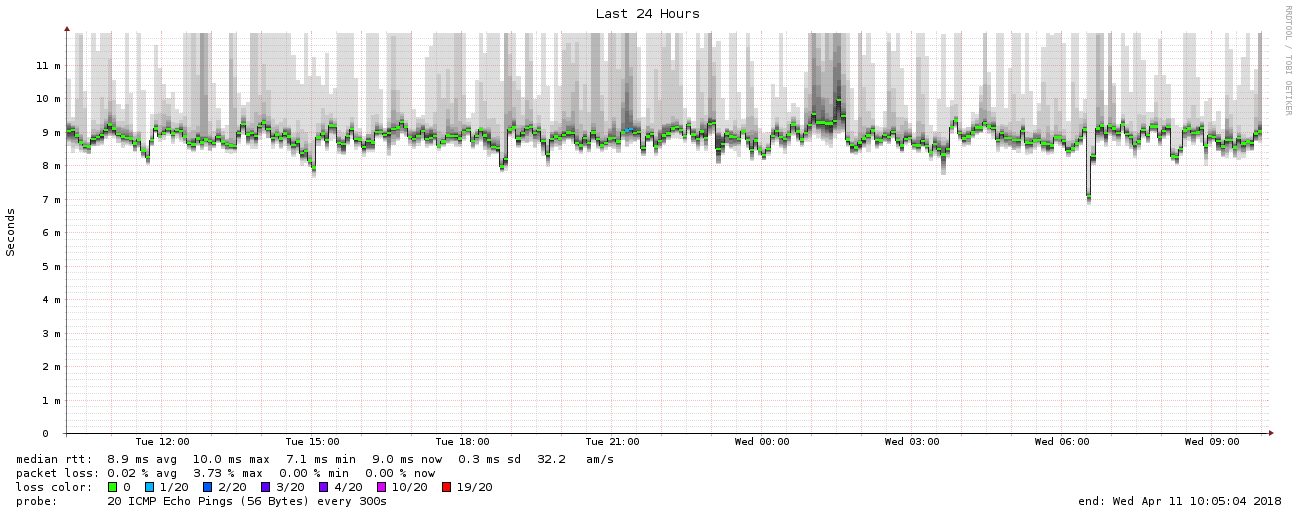 Last 24 Hours
RRDTOOL / TOBI OETIKER
Seconds
11 m
10 m
9 m
8 m
7 m
6 m
5 m
4 m
3 m
2 m
1 m
0
Tue 12:00 Tue 15:00 Tue 18:00 Tue 21:00 Wed 00:00 Wed 03:00 Wed 06:00 Wed 09:00
median rtt: 8.9 ms avg 10.0 ms max 7.1 ms min 9.0 ms now 0.3 ms sd 32.2 am/s
packet loss: 0.02 % avg 3.73 % max 0.00 % min 0.00 % now
loss color: 0 1/20 2/20 3/20 4/20 10/20 19/20
probe: 20 ICMP Echo Pings (56 Bytes) every 300s end: Wed Apr 11 10:05:04 2018